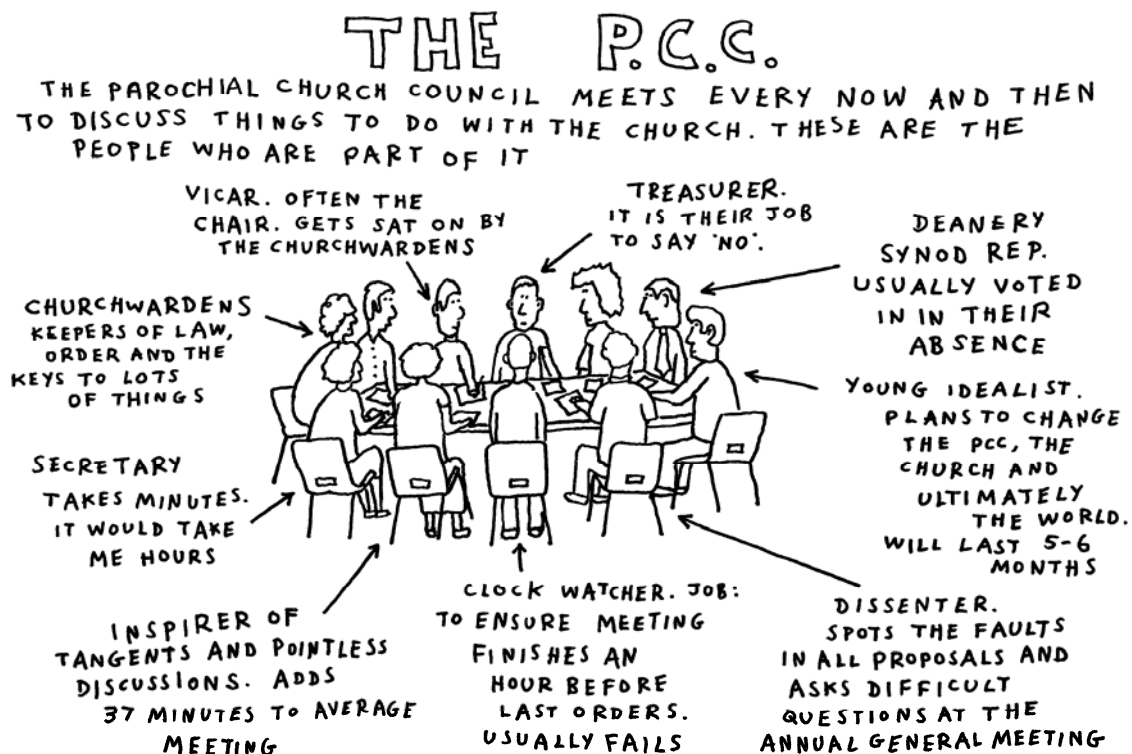 THE P.C.C.
THE PAROCHIAL CHURCH COUNCIL MEETS EVERY NOW AND THEN
TO DISCUSS THINGS TO DO WITH THE CHURCH. THESE ARE THE
PEOPLE WHO ARE PART OF IT
VICAR. OFTEN THE
CHAIR. GETS SAT ON BY
THE CHURCHWARDENS
TREASURER.
IT IS THEIR JOB
TO SAY 'NO'.
DEANERY
SYNOD REP.
USUALLY VOTED
IN IN THEIR
ABSENCE
CHURCHWARDENS
KEEPERS OF LAW,
ORDER AND THE
KEYS TO LOTS
OF THINGS
YOUNG IDEALIST.
PLANS TO CHANGE
THE PCC, THE
CHURCH AND
ULTIMATELY
THE WORLD.
WILL LAST 5-6
MONTHS
SECRETARY
TAKES MINUTES.
IT WOULD TAKE
ME HOURS
INSPIRER OF
TANGENTS AND POINTLESS
DISCUSSIONS. ADDS
37 MINUTES TO AVERAGE
MEETING
CLOCK WATCHER. JOB:
TO ENSURE MEETING
FINISHES AN
HOUR BEFORE
LAST ORDERS.
USUALLY FAILS
DISSENTER.
SPOTS THE FAULTS
IN ALL PROPOSALS AND
ASKS DIFFICULT
QUESTIONS AT THE
ANNUAL GENERAL MEETING